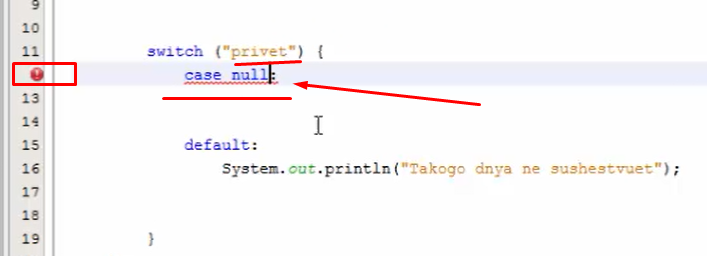 9
10
11 switch ("privet") {
case null:
13
14
15 default:
16 System.out.println("Takogo dnya ne sushestvuet");
17
18
19 }